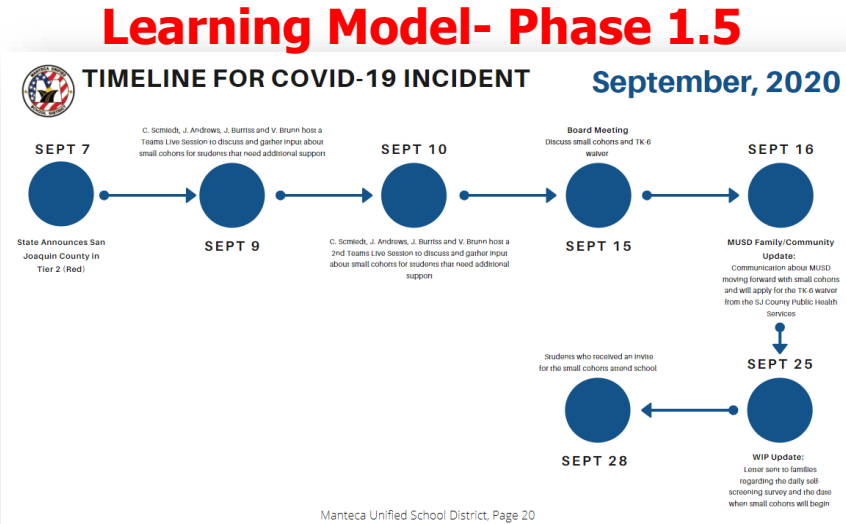 Learning Model- Phase 1.5
MANTECA UNIFIED
SCHOOL DISTRICT
TIMELINE FOR COVID-19 INCIDENT
September, 2020
SEPT 7
State Announces San
Joaquin County in
Tier 2 (Red)
C. Scmiedt, J. Andrews, J. Burriss and V. Brunn host a
Teams Live Session to discuss and gather input about
small cohorts for students that need additional support
SEPT 9
SEPT 10
C. Scmiedt, J. Andrews, J. Burriss and V. Brunn host a
2nd Teams Live Session to discuss and gather input
about small cohorts for students that need additional
support
Board Meeting
Discuss small cohorts and TK-6
waiver
SEPT 15
SEPT 16
MUSD Family/Community
Update:
Communication about MUSD
moving forward with small cohorts
and will apply for the TK-6 waiver
from the SJ County Public Health
Services
SEPT 25
WIP Update:
Letter sent to families
regarding the daily self-
screening survey and the date
when small cohorts will begin
Students who received an invite
for the small cohorts attend school
SEPT 28
Manteca Unified School District, Page 20